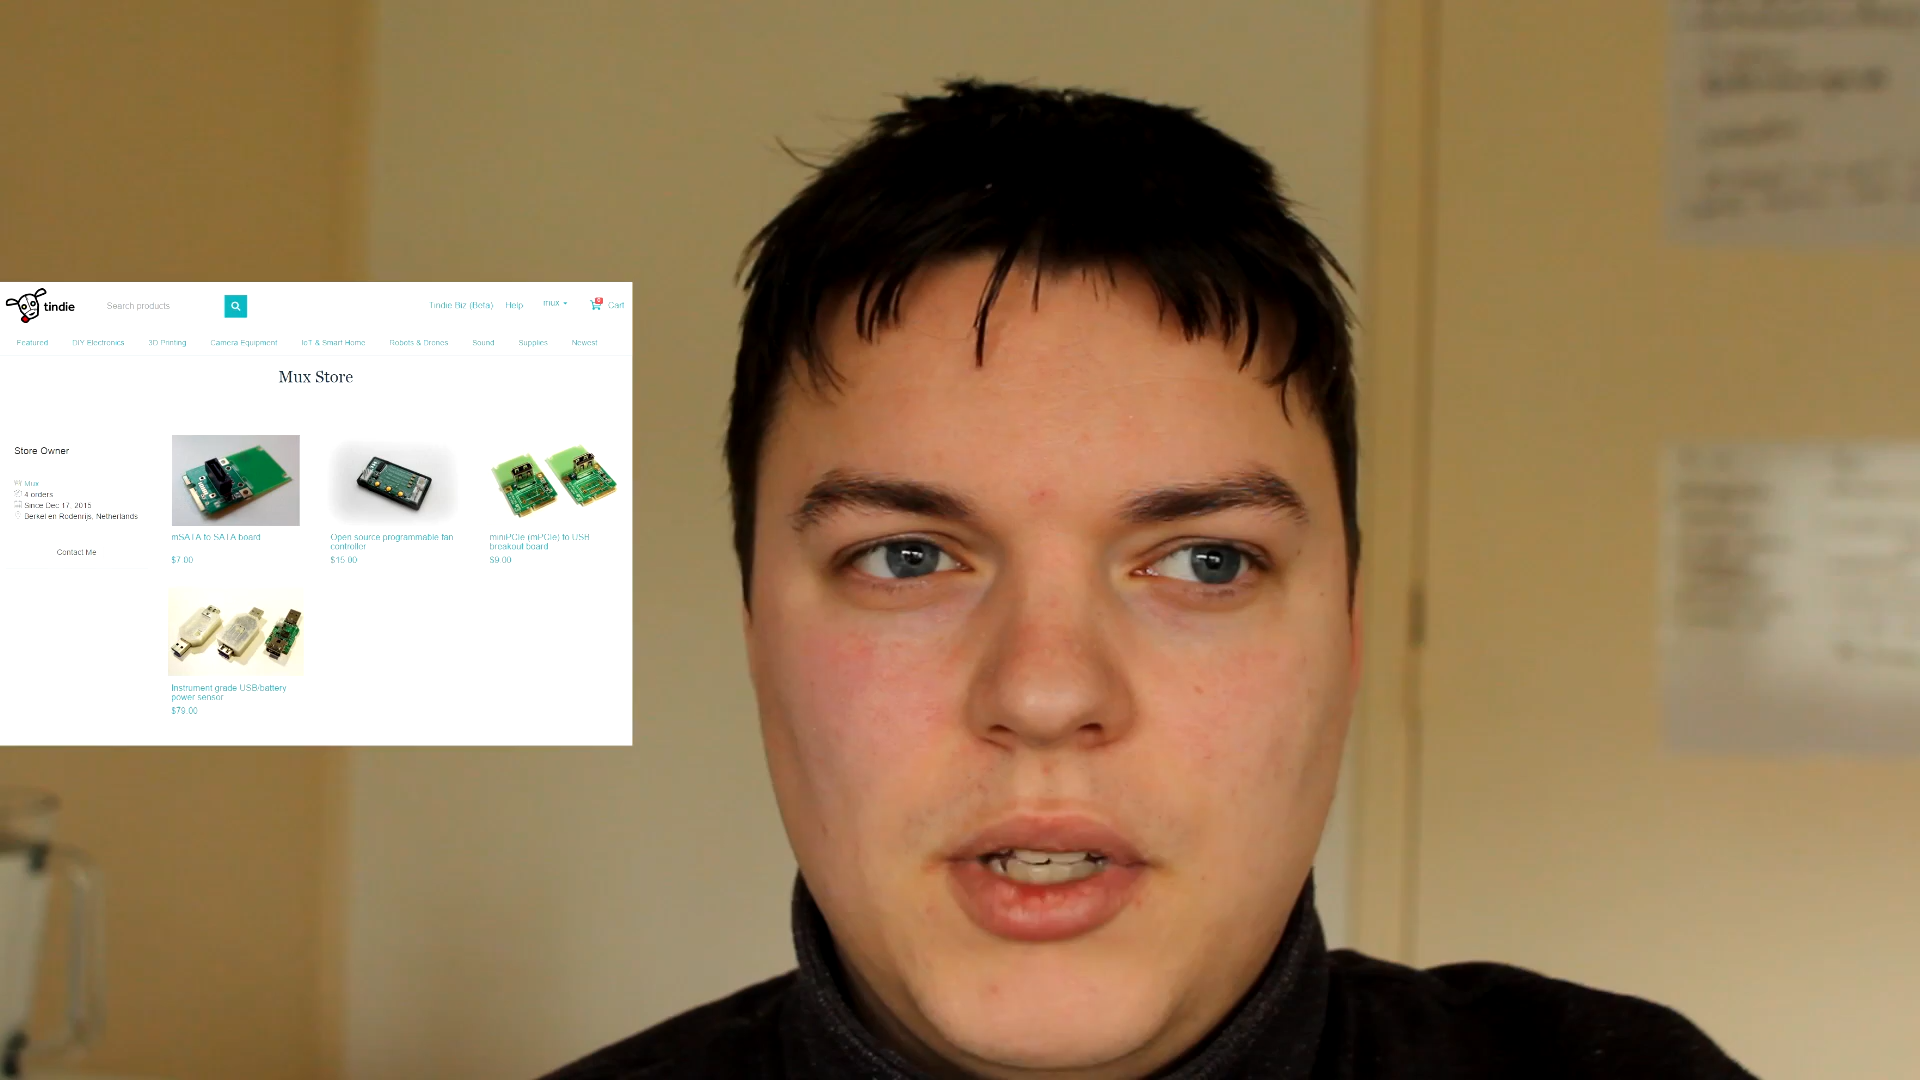 tindie
Search products
Tindie Biz (Beta)
Help
mux
Cart
Featured
DIY Electronics
3D Printing
Camera Equipment
IoT & Smart Home
Robots & Drones
Sound
Supplies
Newest
Mux Store
Store Owner
Mux
4 orders
Since Dec 17, 2015
Berkel en Rodenrijs, Netherlands
Contact Me
mSATA to SATA board
$7.00
Open source programmable fan
controller
$15.00
miniPCIe (mPCIe) to USB
breakout board
$9.00
Instrument grade USB/battery
power sensor
$79.00